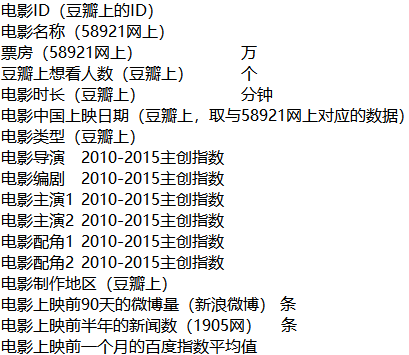 电影ID（豆瓣上的ID）
电影名称（58921网上）
票房（58921网上） 万
豆瓣上想看人数（豆瓣上） 个
电影时长（豆瓣上） 分钟
电影中国上映日期（豆瓣上，取与58921网上对应的数据）
电影类型（豆瓣上）
电影导演 2010-2015主创指数
电影编剧 2010-2015主创指数
电影主演1 2010-2015主创指数
电影主演2 2010-2015主创指数
电影配角1 2010-2015主创指数
电影配角2 2010-2015主创指数
电影制作地区（豆瓣上）
电影上映前90天的微博量（新浪微博） 条
电影上映前半年的新闻数（1905网） 条
电影上映前一个月的百度指数平均值